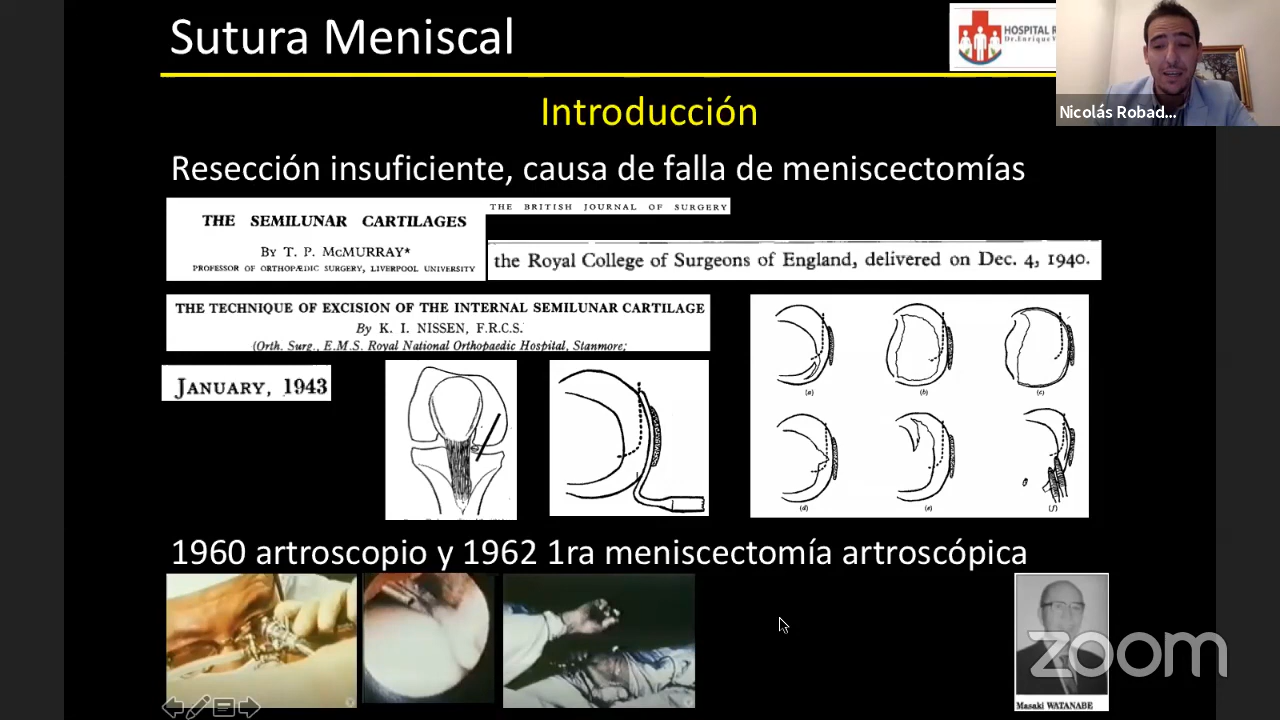 Sutura Meniscal
HOSPITAL
Dr. Enrique
Nicolás Robad...
Introducción
Resección insuficiente, causa de falla de meniscectomías
THE SEMILUNAR CARTILAGES
By T. P. McMURRAY*
PROFESSOR OF ORTHOPÆDIC SURGERY, LIVERPOOL UNIVERSITY
THE BRITISH JOURNAL OF SURGERY
the Royal College of Surgeons of England, delivered on Dec. 4, 1940.
THE TECHNIQUE OF EXCISION OF THE INTERNAL SEMILUNAR CARTILAGE
By K. I. NISSEN, F.R.C.S.
(Orth. Surg., E.M.S. Royal National Orthopaedic Hospital, Stanmore;
JANUARY, 1943
(a) (b) (c)
(d) (e) (f)
1960 artroscopio y 1962 1ra meniscectomía artroscópica
zoom
Masaki WATANABE